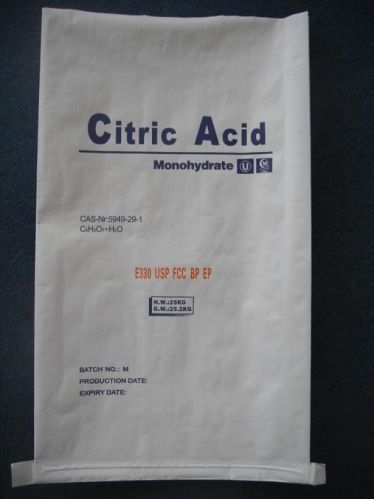 Citric Acid
Monohydrate U
CAS-Nr:5949-29-1
C₆H₈O₇•H₂O
E330 USP FCC BP EP
N.W.:25KG
G.W.:25.2KG
BATCH NO.: M
PRODUCTION DATE:
EXPIRY DATE: